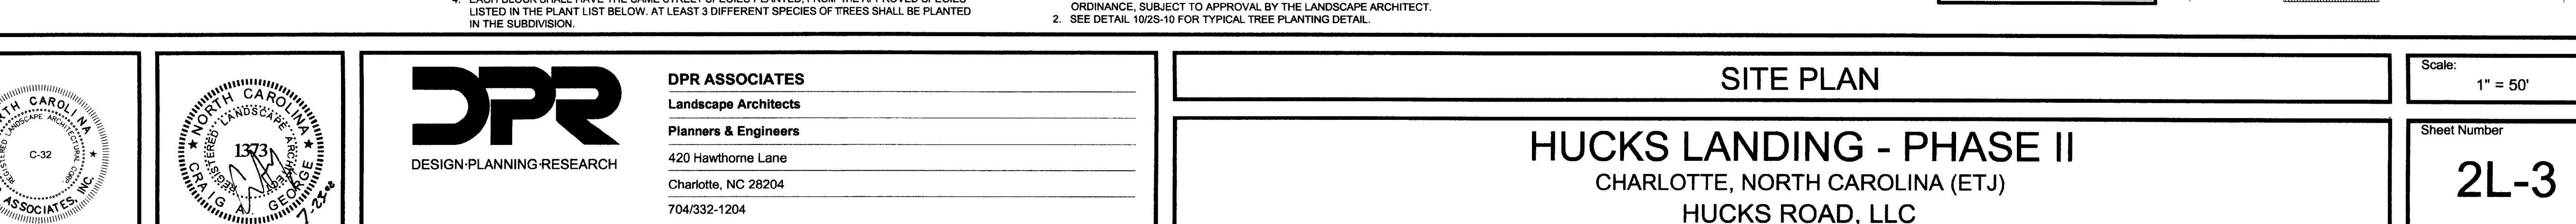 LISTED IN THE PLANT LIST BELOW. AT LEAST 3 DIFFERENT SPECIES OF TREES SHALL BE PLANTED
IN THE SUBDIVISION.
ORDINANCE, SUBJECT TO APPROVAL BY THE LANDSCAPE ARCHITECT.
2. SEE DETAIL 10/2S-10 FOR TYPICAL TREE PLANTING DETAIL.
C-32
ASSOCIATES, INC.
NORTH CAROLINA
REGISTERED LANDSCAPE ARCHITECT
1373
CRAIG A.J. GEORGE
DPR
DESIGN·PLANNING·RESEARCH
DPR ASSOCIATES
Landscape Architects
Planners & Engineers
420 Hawthorne Lane
Charlotte, NC 28204
704/332-1204
SITE PLAN
HUCKS LANDING - PHASE II
CHARLOTTE, NORTH CAROLINA (ETJ)
HUCKS ROAD, LLC
Scale:
1" = 50'
Sheet Number
2L-3